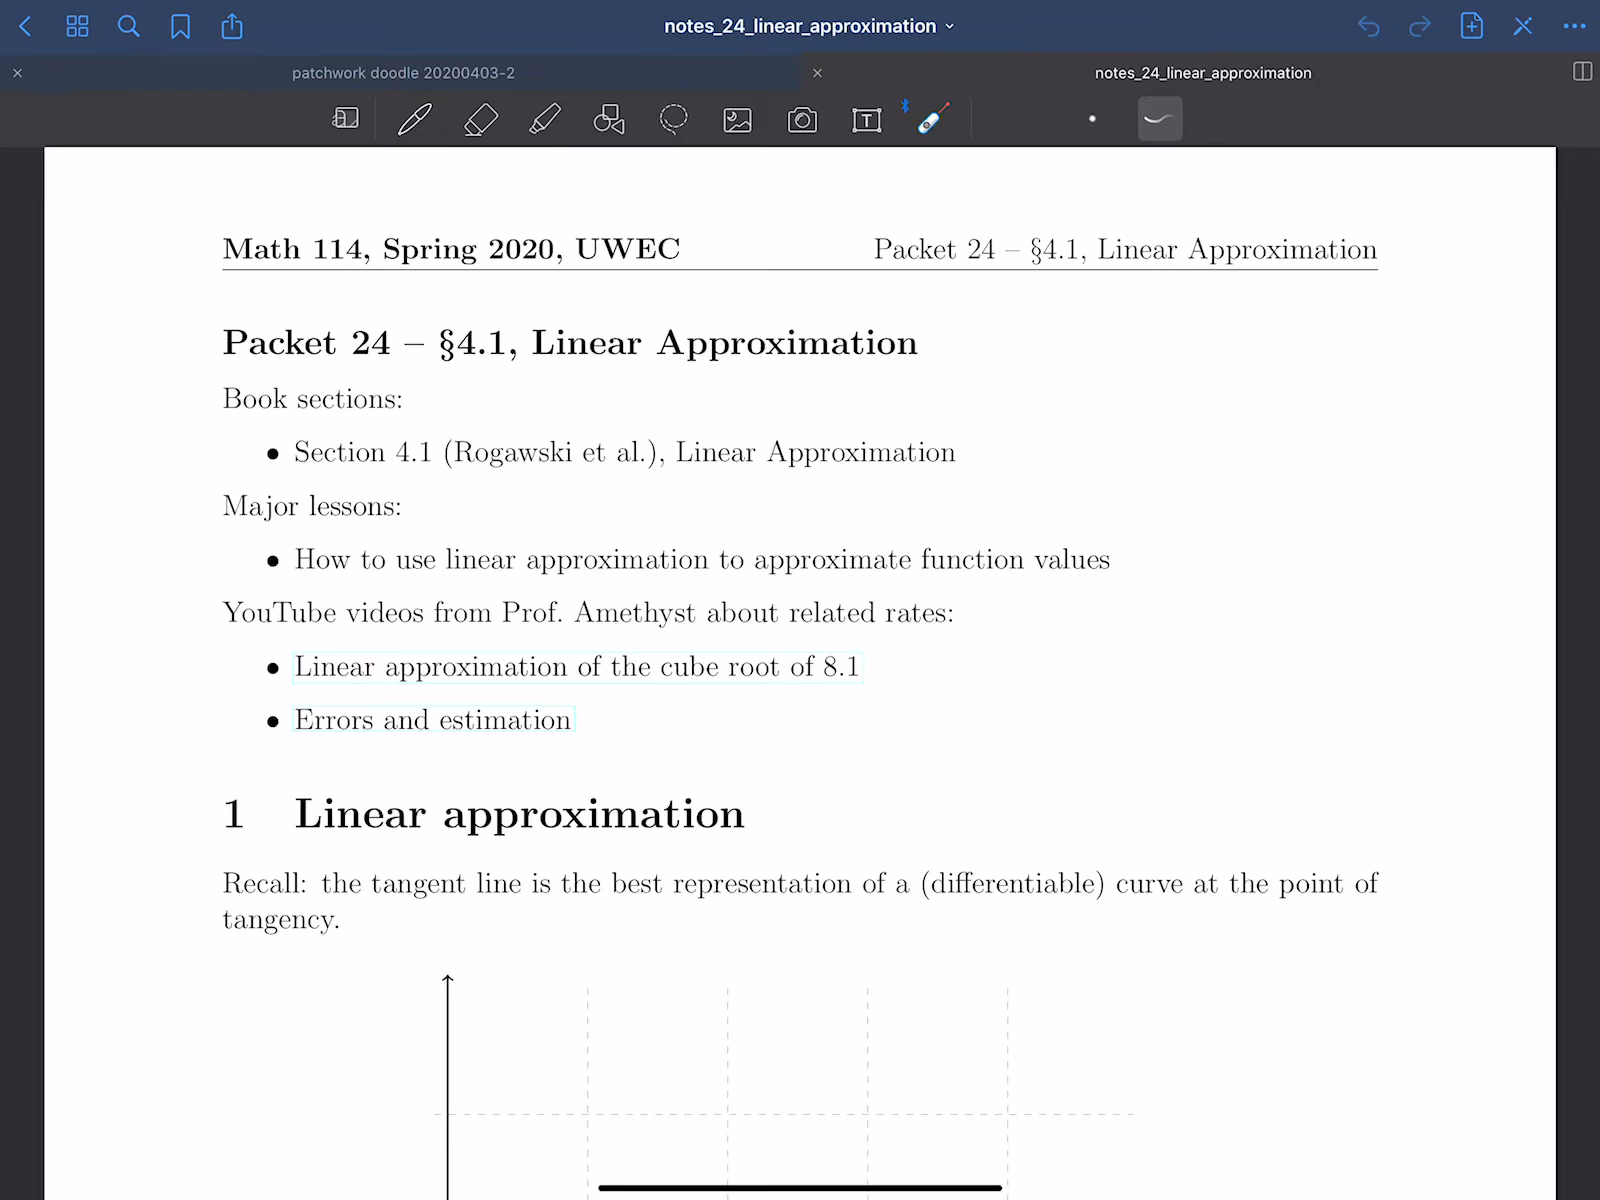 notes_24_linear_approximation
patchwork doodle 20200403-2
notes_24_linear_approximation
T
Math 114, Spring 2020, UWEC
Packet 24 – §4.1, Linear Approximation
Packet 24 – §4.1, Linear Approximation
Book sections:
• Section 4.1 (Rogawski et al.), Linear Approximation
Major lessons:
• How to use linear approximation to approximate function values
YouTube videos from Prof. Amethyst about related rates:
• Linear approximation of the cube root of 8.1
• Errors and estimation
1 Linear approximation
Recall: the tangent line is the best representation of a (differentiable) curve at the point of
tangency.